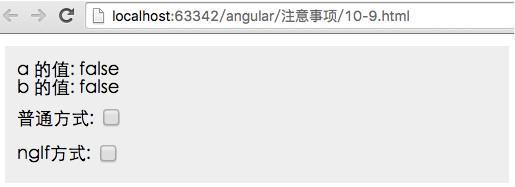 localhost:63342/angular/注意事项/10-9.html
a 的值: false
b 的值: false
普通方式:
ngIf方式: